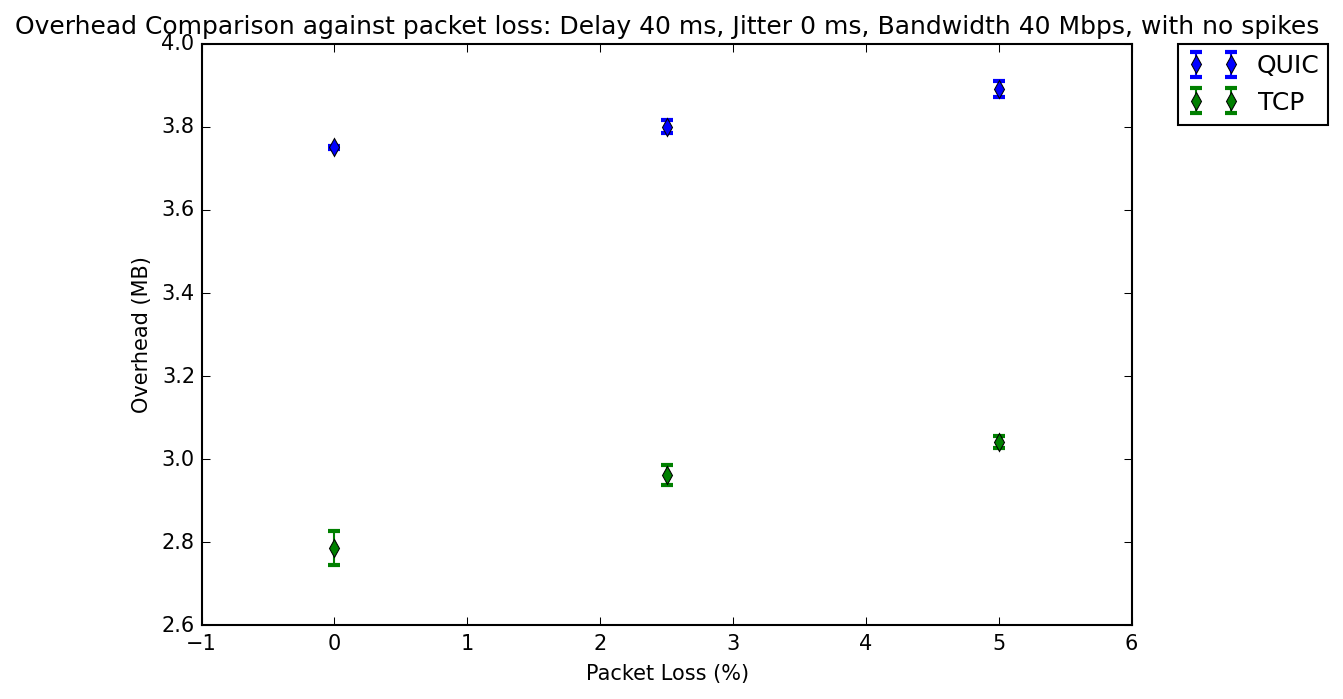 Overhead Comparison against packet loss: Delay 40 ms, Jitter 0 ms, Bandwidth 40 Mbps, with no spikes
QUIC
TCP
Overhead (MB)
4.0
3.8
3.6
3.4
3.2
3.0
2.8
2.6
−1 0 1 2 3 4 5 6
Packet Loss (%)